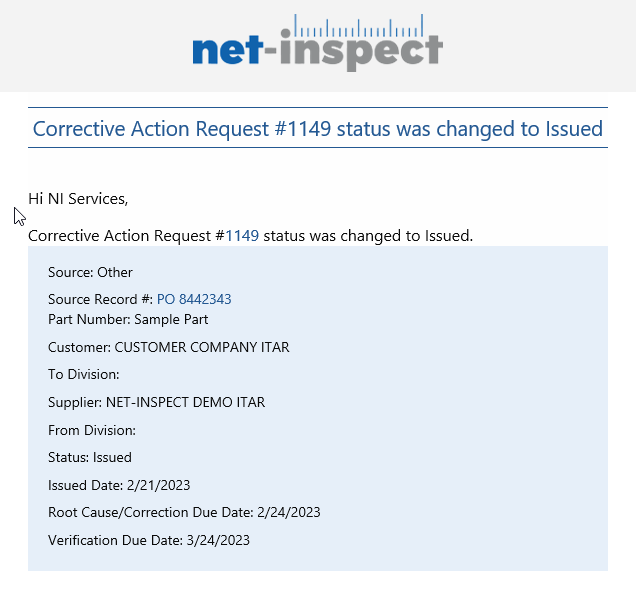 net-inspect
Corrective Action Request #1149 status was changed to Issued
Hi NI Services,
Corrective Action Request #1149 status was changed to Issued.
Source: Other
Source Record #: PO 8442343
Part Number: Sample Part
Customer: CUSTOMER COMPANY ITAR
To Division:
Supplier: NET-INSPECT DEMO ITAR
From Division:
Status: Issued
Issued Date: 2/21/2023
Root Cause/Correction Due Date: 2/24/2023
Verification Due Date: 3/24/2023